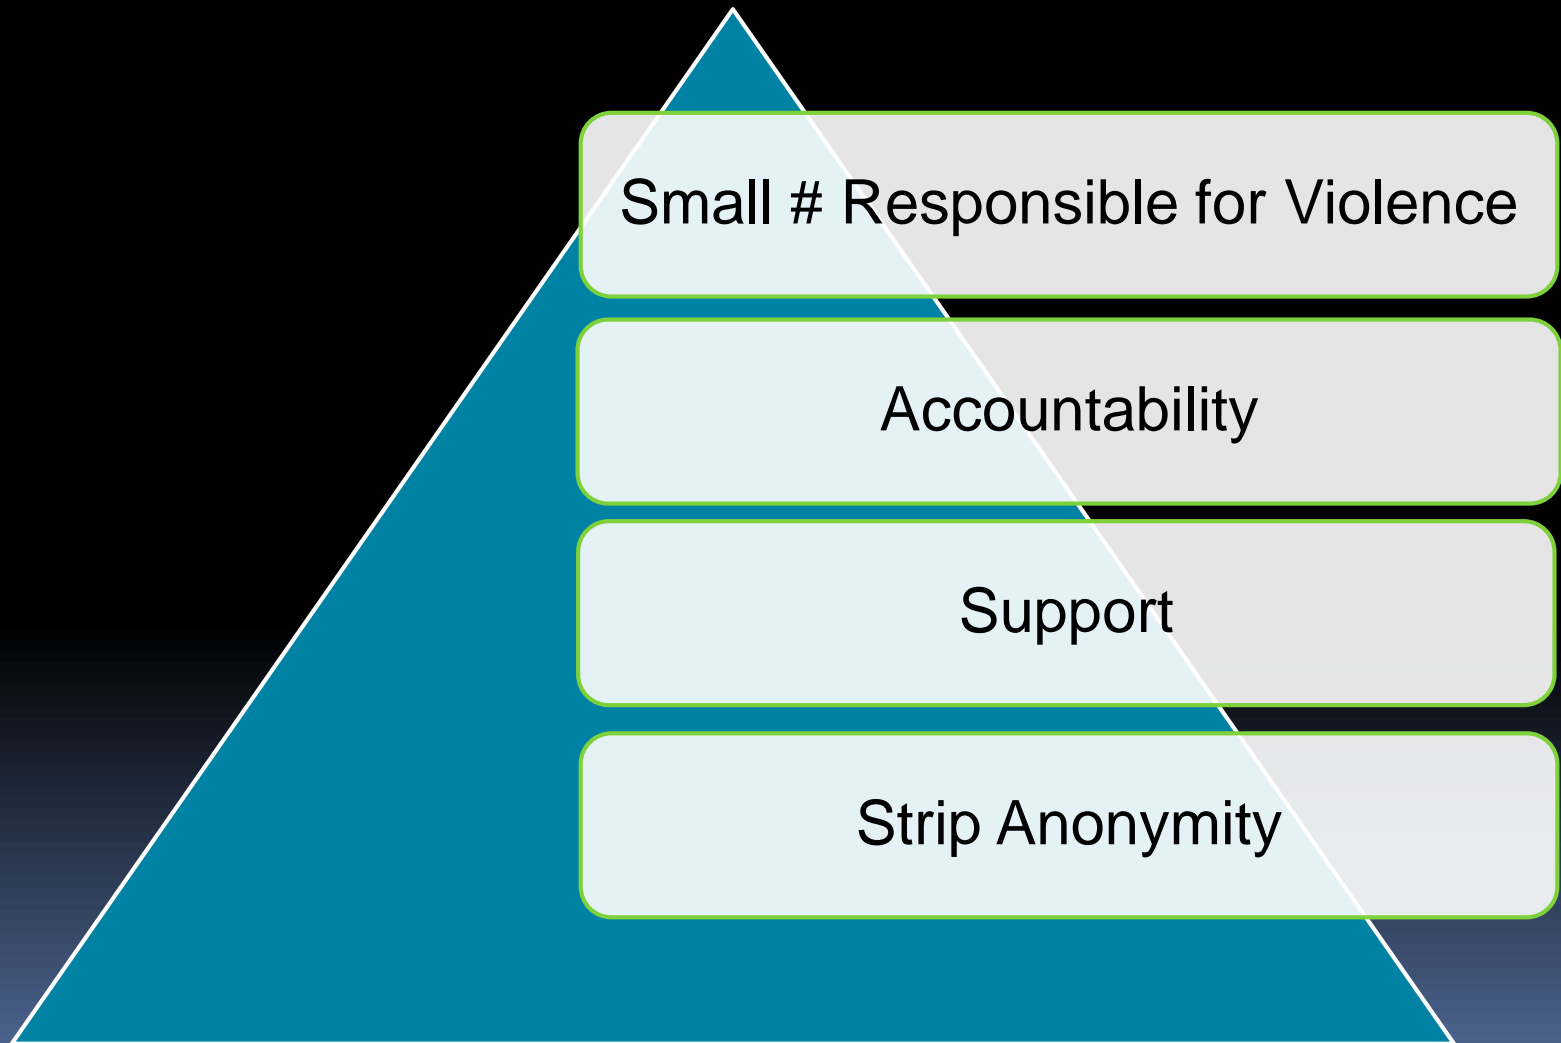 Small # Responsible for Violence
Accountability
Support
Strip Anonymity